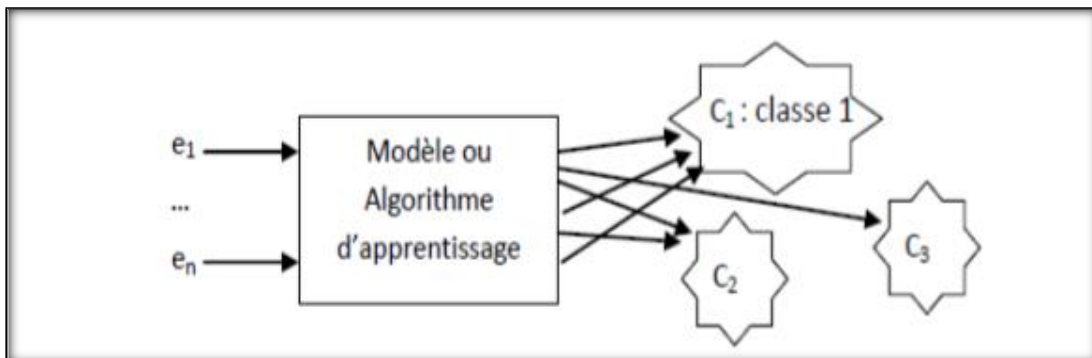 e₁
...
eₙ
Modèle ou
Algorithme
d'apprentissage
C₁ : classe 1
C₂
C₃